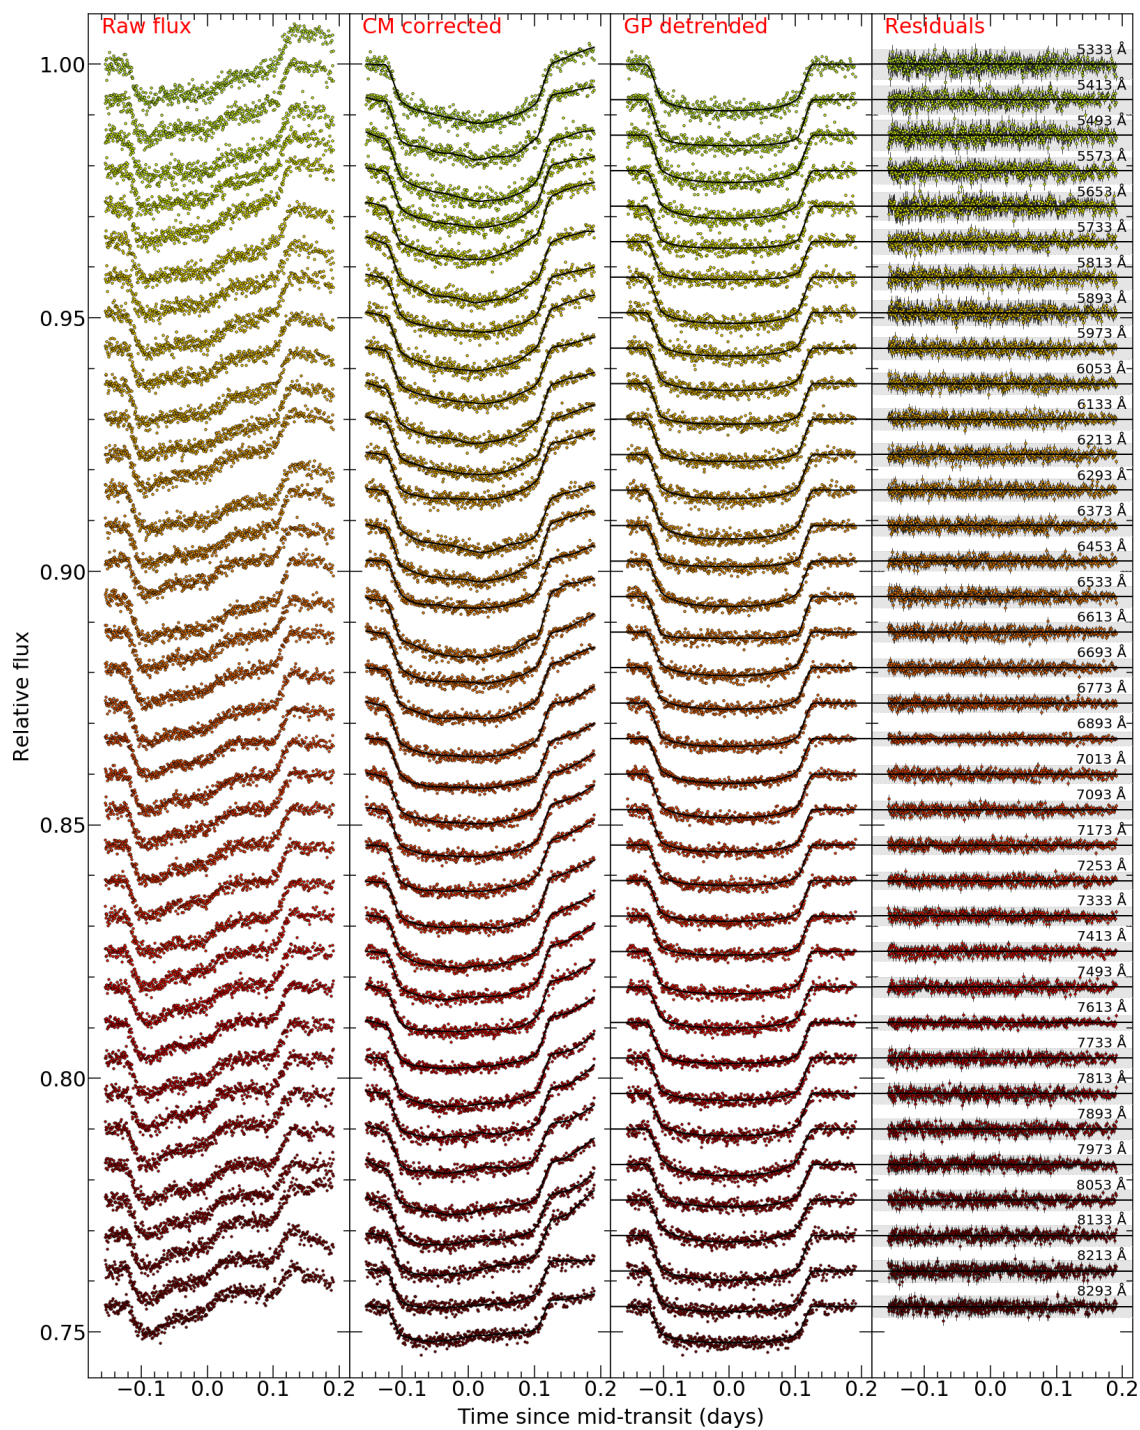 Raw flux
CM corrected
GP detrended
Residuals
1.00
0.95
0.90
0.85
0.80
0.75
Relative flux
5333 Å
5413 Å
5493 Å
5573 Å
5653 Å
5733 Å
5813 Å
5893 Å
5973 Å
6053 Å
6133 Å
6213 Å
6293 Å
6373 Å
6453 Å
6533 Å
6613 Å
6693 Å
6773 Å
6893 Å
7013 Å
7093 Å
7173 Å
7253 Å
7333 Å
7413 Å
7493 Å
7613 Å
7733 Å
7813 Å
7893 Å
7973 Å
8053 Å
8133 Å
8213 Å
8293 Å
−0.1 0.0 0.1 0.2 −0.1 0.0 0.1 0.2 −0.1 0.0 0.1 0.2 −0.1 0.0 0.1 0.2
Time since mid-transit (days)